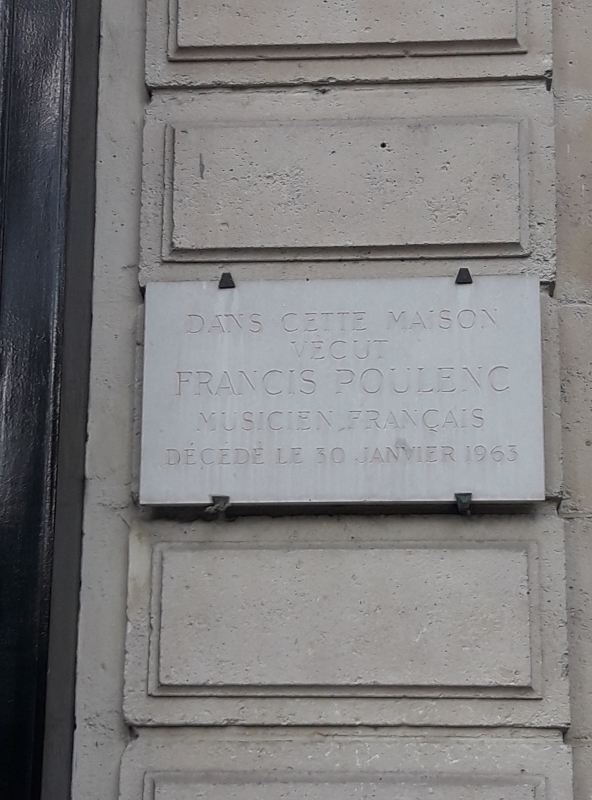 DANS CETTE MAISON
VÉCUT
FRANCIS POULENC
MUSICIEN FRANÇAIS
DÉCÉDÉ LE 30 JANVIER 1963